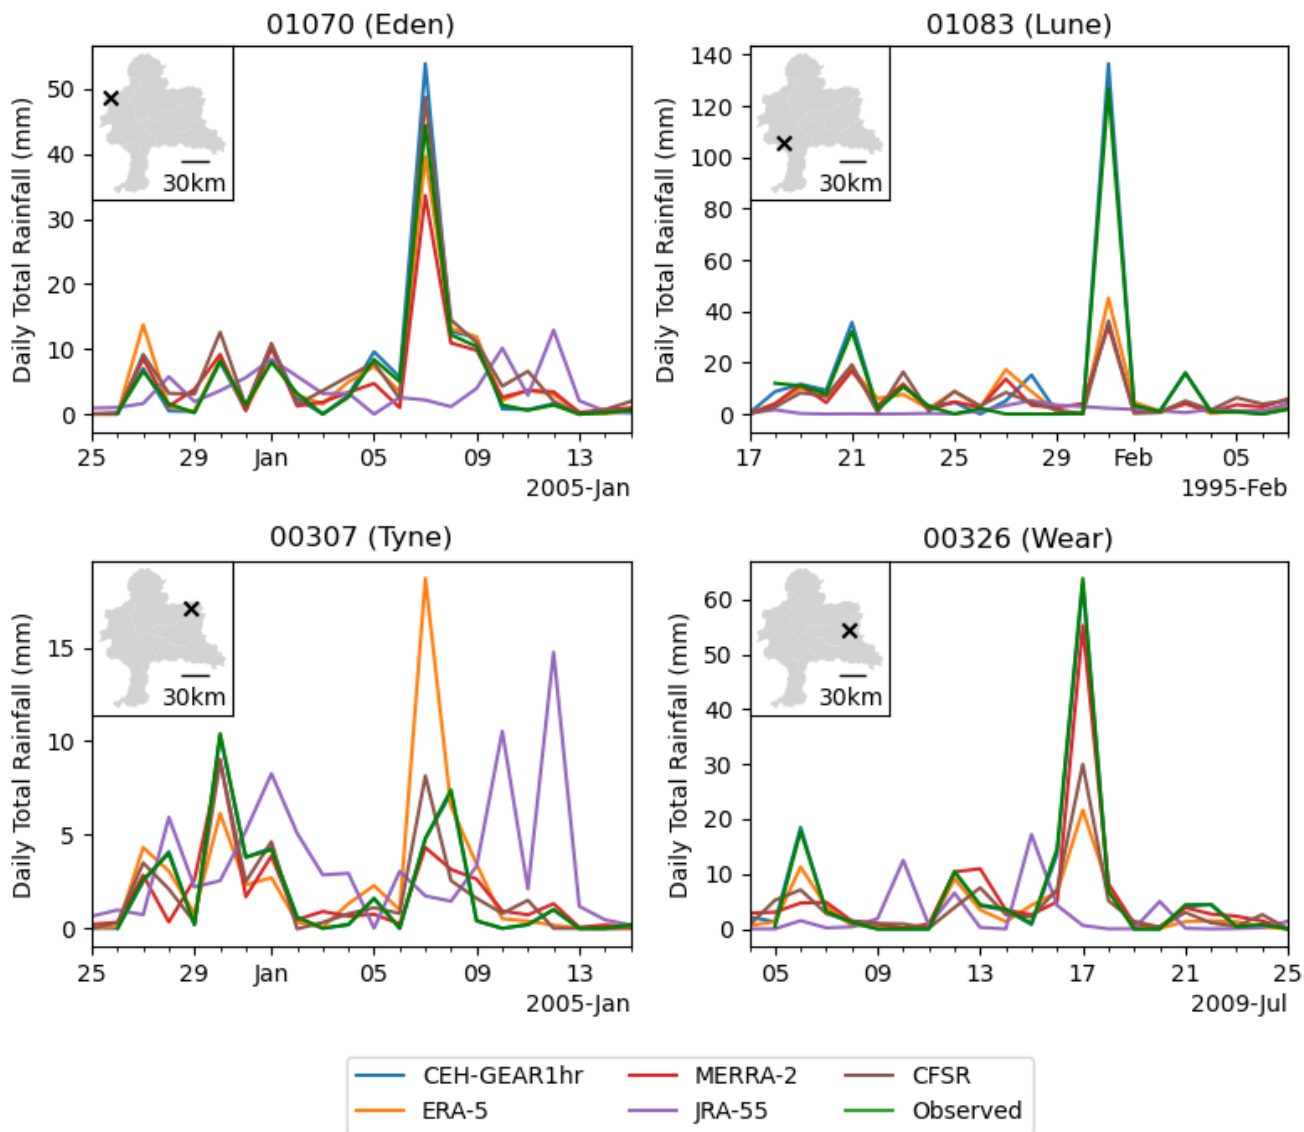 01070 (Eden)
Daily Total Rainfall (mm)
50
40
30
20
10
0
30km
25 29 Jan 05 09 13
2005-Jan
01083 (Lune)
Daily Total Rainfall (mm)
140
120
100
80
60
40
20
0
30km
17 21 25 29 Feb 05
1995-Feb
00307 (Tyne)
Daily Total Rainfall (mm)
15
10
5
0
30km
25 29 Jan 05 09 13
2005-Jan
00326 (Wear)
Daily Total Rainfall (mm)
60
50
40
30
20
10
0
30km
05 09 13 17 21 25
2009-Jul
CEH-GEAR1hr MERRA-2 CFSR
ERA-5 JRA-55 Observed